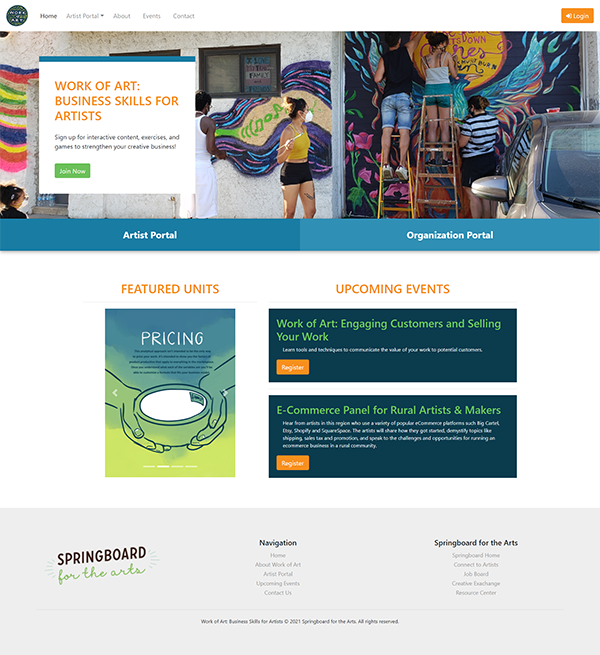 WORK
OF
ART
Home Artist Portal About Events Contact
Login
WORK OF ART:
BUSINESS SKILLS FOR
ARTISTS
Sign up for interactive content, exercises, and
games to strengthen your creative business!
Join Now
Artist Portal
Organization Portal
FEATURED UNITS
PRICING
UPCOMING EVENTS
Work of Art: Engaging Customers and Selling
Your Work
Learn tools and techniques to communicate the value of your work to potential customers.
Register
E-Commerce Panel for Rural Artists & Makers
Hear from artists in this region who use a variety of popular eCommerce platforms such Big Cartel,
Etsy, Shopify and SquareSpace. The artists will share how they got started, demystify topics like
shipping, sales tax and promotion, and speak to the challenges and opportunities for running an
ecommerce business in a rural community.
Register
SPRINGBOARD
for the arts
Navigation
Home
About Work of Art
Artist Portal
Upcoming Events
Contact Us
Springboard for the Arts
Springboard Home
Connect to Artists
Job Board
Creative Exachange
Resource Center
Work of Art: Business Skills for Artists © 2021 Springboard for the Arts. All rights reserved.